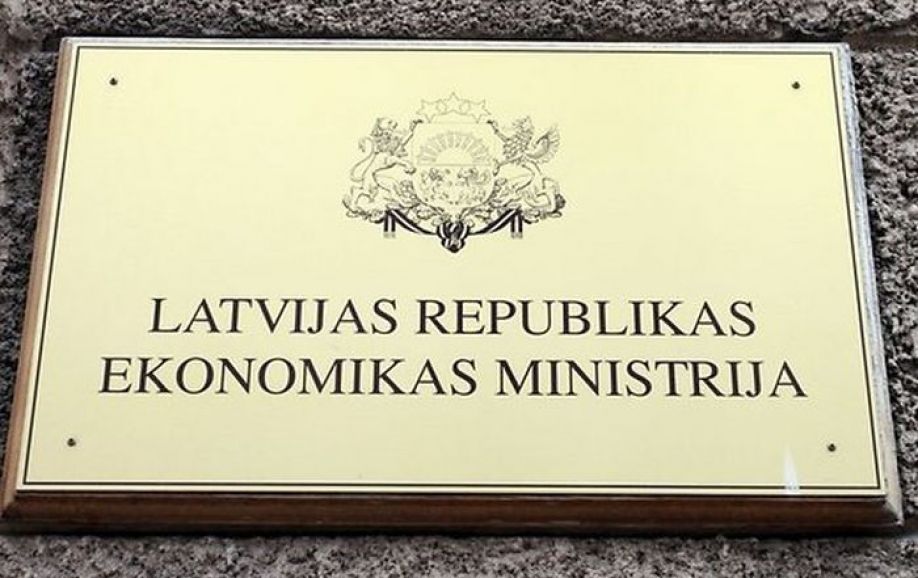 LATVIJAS REPUBLIKAS
EKONOMIKAS MINISTRIJA